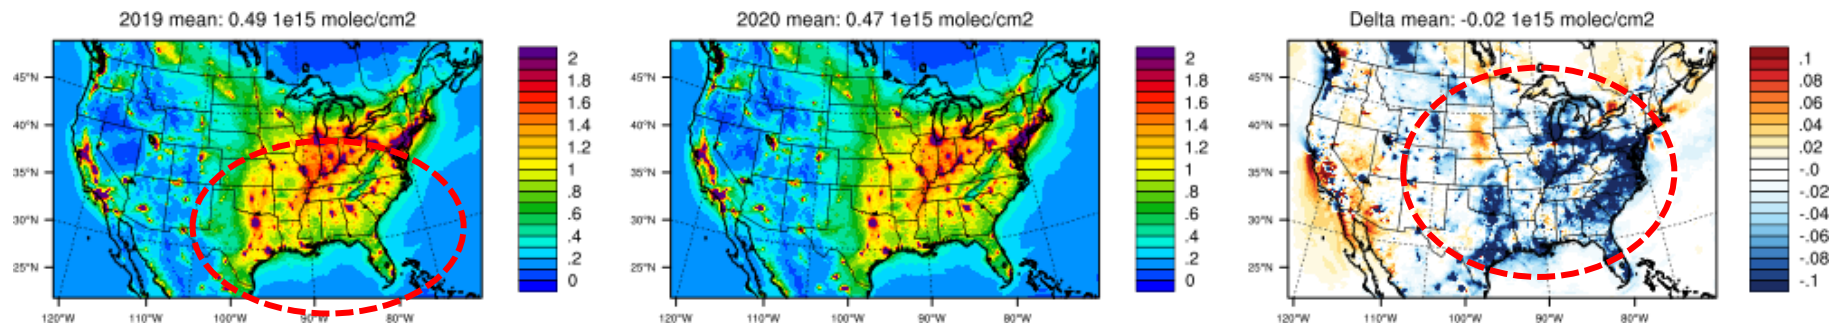 2019 mean: 0.49 1e15 molec/cm2
45°N
40°N
35°N
30°N
25°N
120°W
110°W
100°W
90°W
80°W
2
1.8
1.6
1.4
1.2
1
.8
.6
.4
.2
0
2020 mean: 0.47 1e15 molec/cm2
45°N
40°N
35°N
30°N
25°N
120°W
110°W
100°W
90°W
80°W
2
1.8
1.6
1.4
1.2
1
.8
.6
.4
.2
0
Delta mean: -0.02 1e15 molec/cm2
45°N
40°N
35°N
30°N
25°N
120°W
110°W
100°W
90°W
80°W
.1
.08
.06
.04
.02
-.0
-.02
-.04
-.06
-.08
-.1